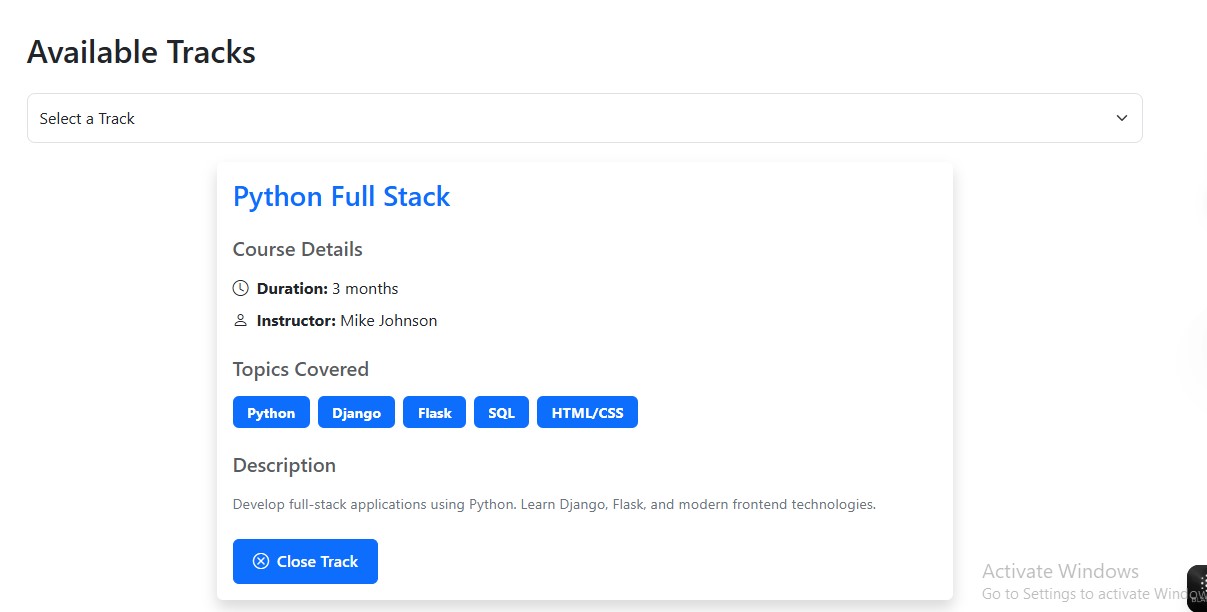 Available Tracks
Select a Track
Python Full Stack
Course Details
Duration: 3 months
Instructor: Mike Johnson
Topics Covered
Python Django Flask SQL HTML/CSS
Description
Develop full-stack applications using Python. Learn Django, Flask, and modern frontend technologies.
Close Track
Activate Windows
Go to Settings to activate Windows